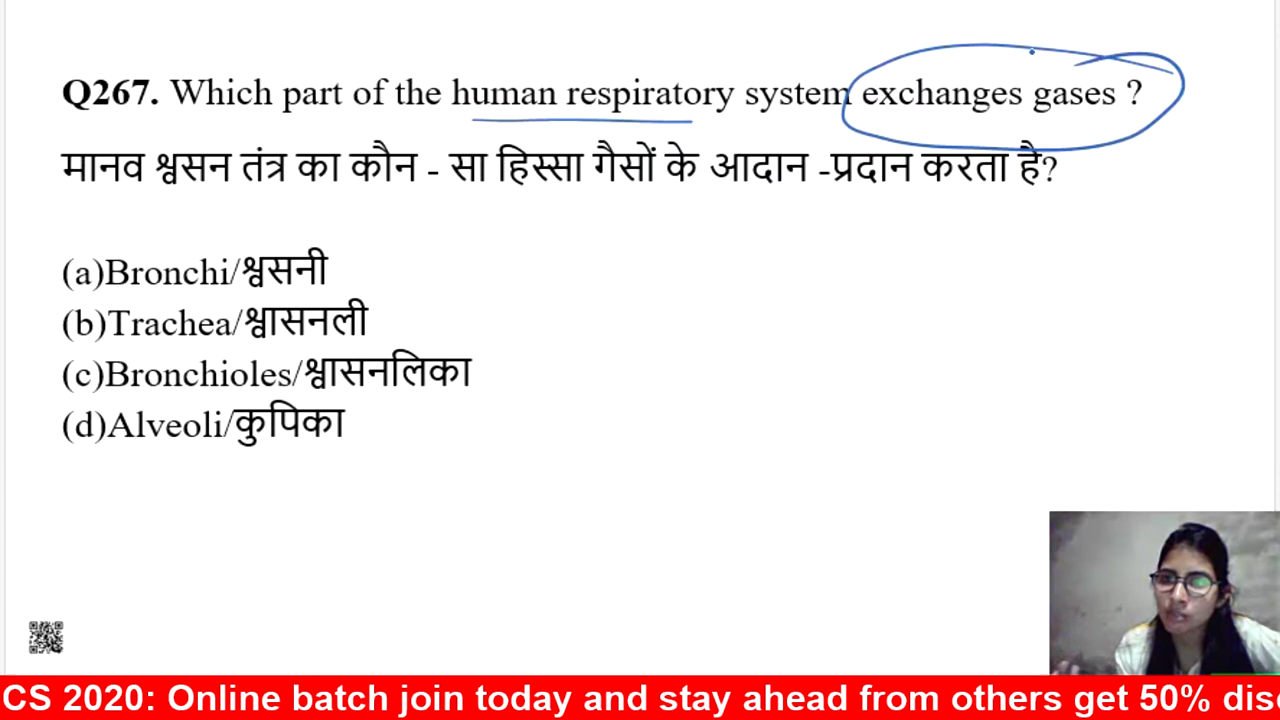 Q267. Which part of the human respiratory system exchanges gases ?
मानव श्वसन तंत्र का कौन - सा हिस्सा गैसों के आदान -प्रदान करता है?
(a)Bronchi/श्वसनी
(b)Trachea/श्वासनली
(c)Bronchioles/श्वासनलिका
(d)Alveoli/कुपिका
CS 2020: Online batch join today and stay ahead from others get 50% dis